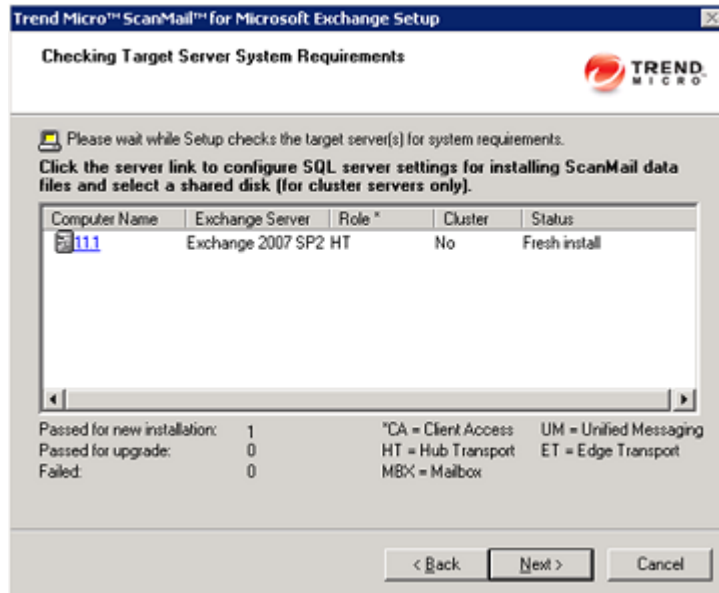 Trend Micro™ ScanMail™ for Microsoft Exchange Setup
Checking Target Server System Requirements
TREND
MICRO
Please wait while Setup checks the target server(s) for system requirements.
Click the server link to configure SQL server settings for installing ScanMail data
files and select a shared disk (for cluster servers only).
Computer Name Exchange Server Role * Cluster Status
111 Exchange 2007 SP2 HT No Fresh install
Passed for new installation: 1 *CA = Client Access UM = Unified Messaging
Passed for upgrade: 0 HT = Hub Transport ET = Edge Transport
Failed: 0 MBX = Mailbox
< Back Next > Cancel